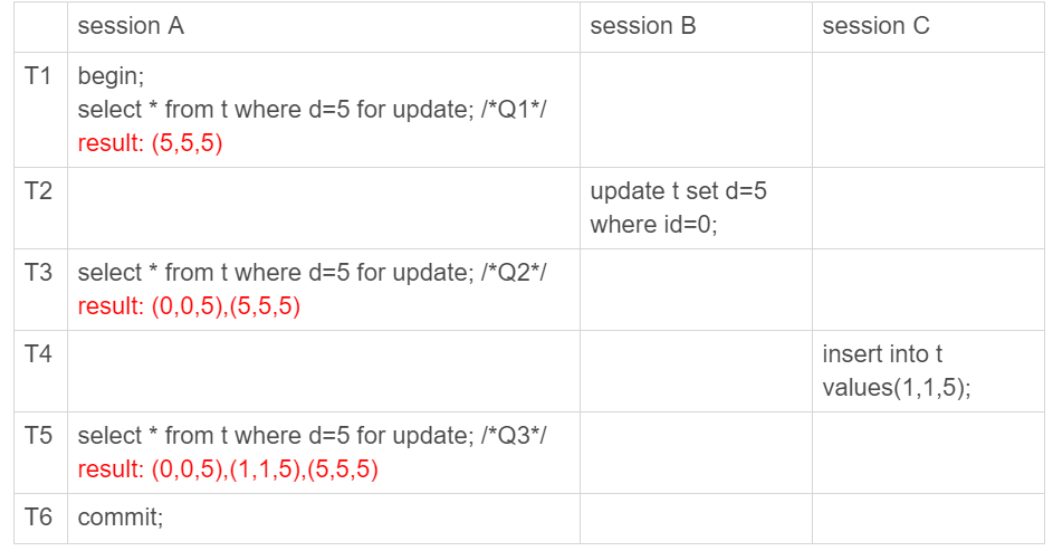 session A session B session C
T1 begin;
select * from t where d=5 for update; /*Q1*/
result: (5,5,5)
T2 update t set d=5
where id=0;
T3 select * from t where d=5 for update; /*Q2*/
result: (0,0,5),(5,5,5)
T4 insert into t
values(1,1,5);
T5 select * from t where d=5 for update; /*Q3*/
result: (0,0,5),(1,1,5),(5,5,5)
T6 commit;